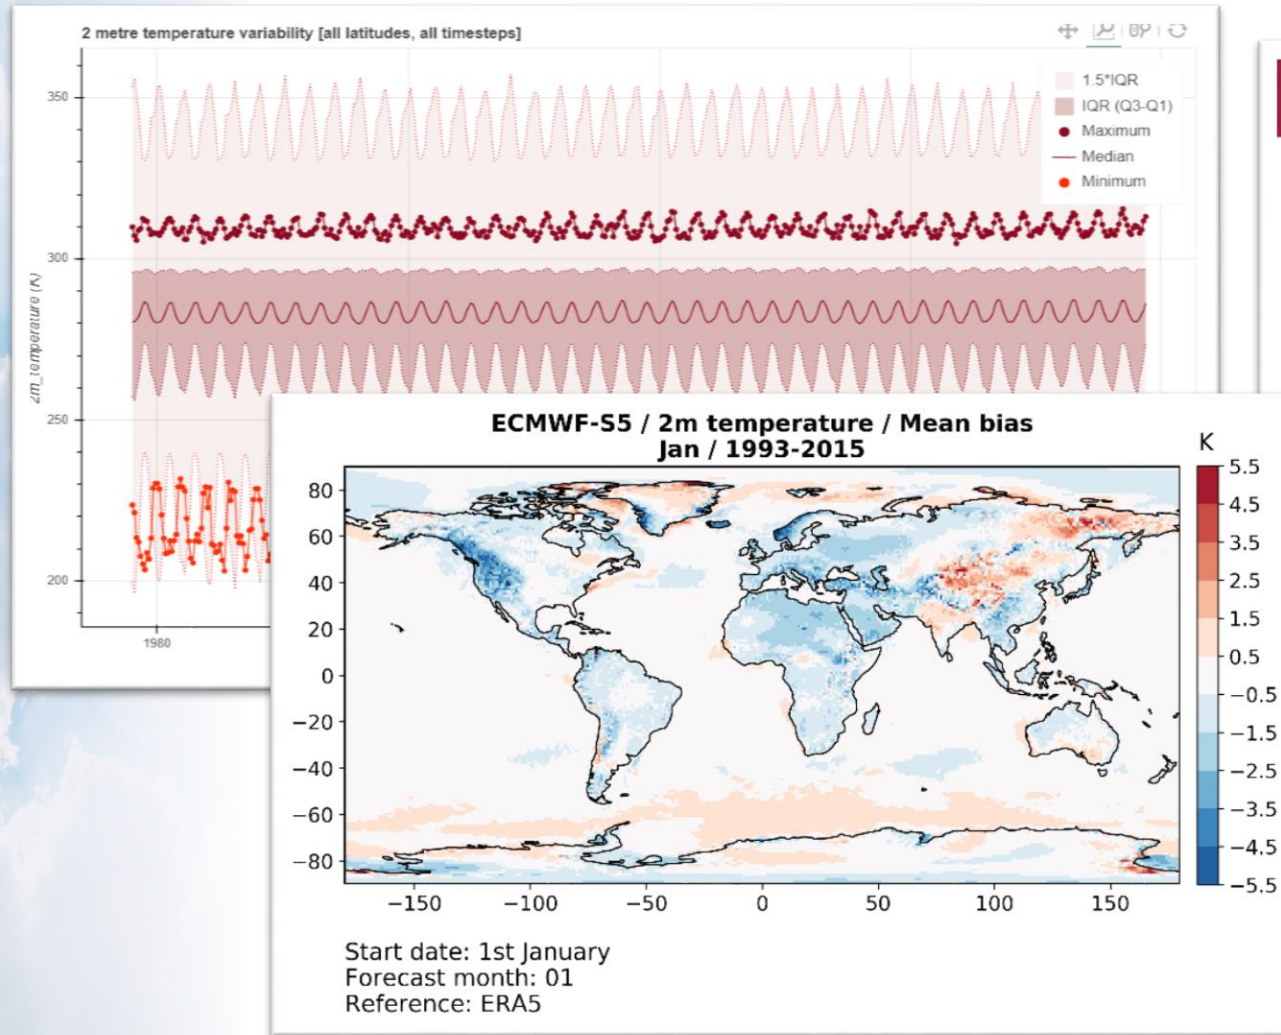 2 metre temperature variability [all latitudes, all timesteps]
1.5*IQR
IQR (Q3-Q1)
Maximum
Median
Minimum
350
300
250
200
2m_temperature (K)
1980
ECMWF-S5 / 2m temperature / Mean bias
Jan / 1993-2015
K
5.5
4.5
3.5
2.5
1.5
0.5
−0.5
−1.5
−2.5
−3.5
−4.5
−5.5
80
60
40
20
0
−20
−40
−60
−80
−150 −100 −50 0 50 100 150
Start date: 1st January
Forecast month: 01
Reference: ERA5